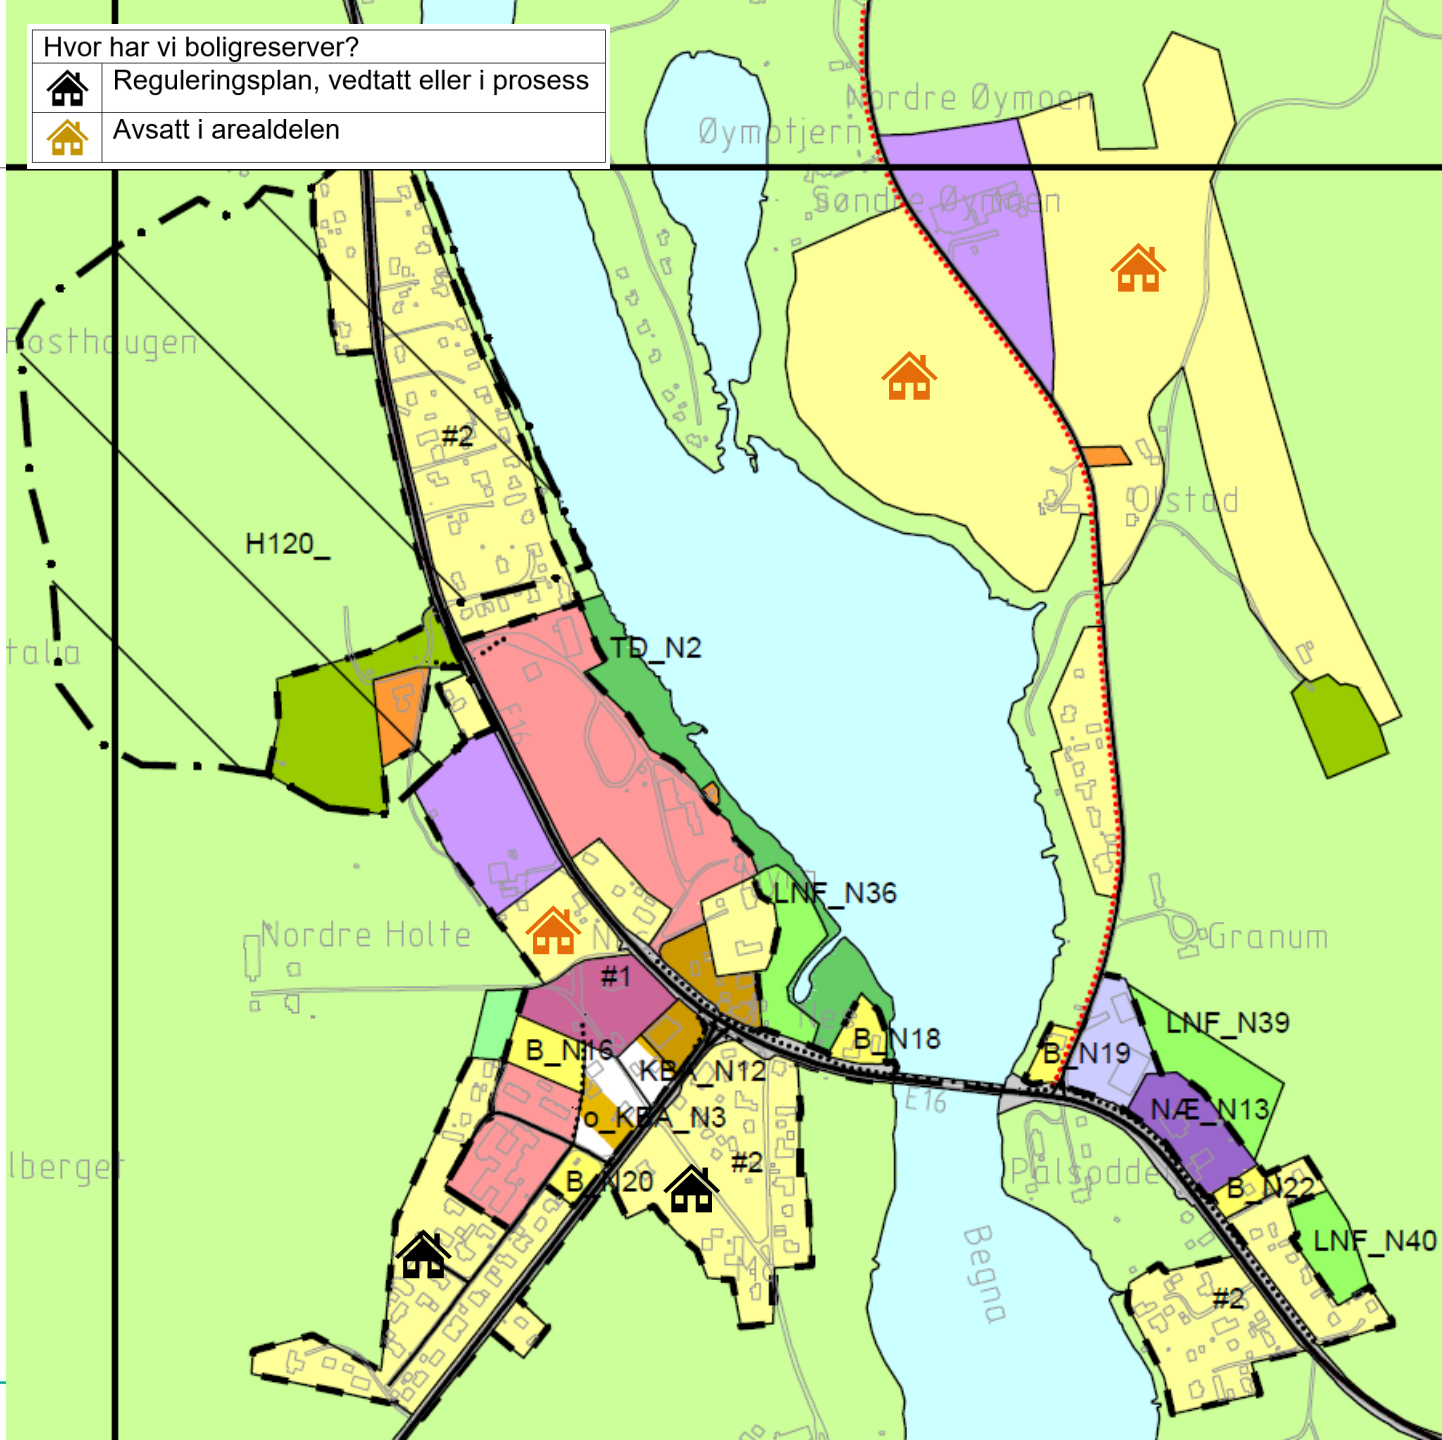 Hvor har vi boligreserver?
Reguleringsplan, vedtatt eller i prosess
Avsatt i arealdelen
Nordre Øymoen
Øymotjern
Søndre Øymoen
#2
Olstad
H120_
TD_N2
talia
E16
LNF_N36
Nordre Holte
Granum
#1
LNF_N39
B_N18
B_N16
B_N19
KBA_N12
E16
NÆ_N13
o_KBA_N3
#2
lberget
B_N20
B_N22
LNF_N40
Begna
#2